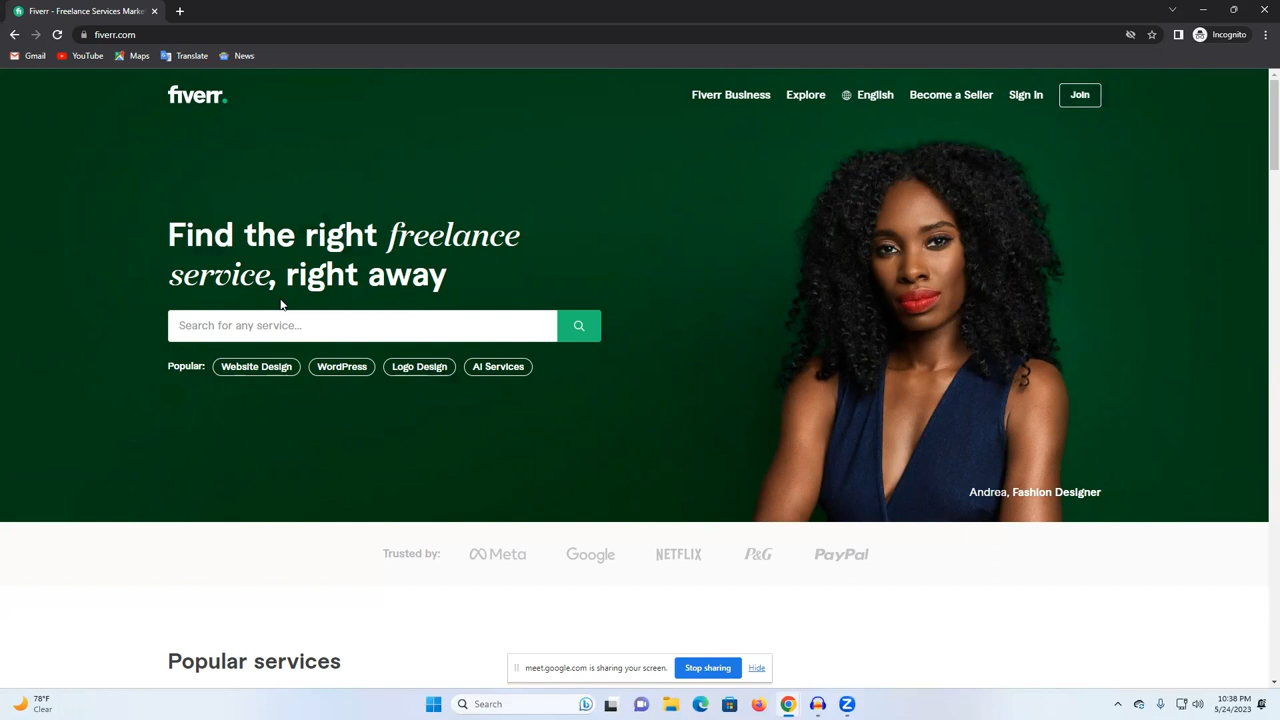 Fiverr - Freelance Services Marke
fiverr.com
Incognito
Gmail
YouTube
Maps
Translate
News
fiverr.
Fiverr Business
Explore
English
Become a Seller
Sign In
Join
Find the right freelance
service, right away
Search for any service...
Popular:
Website Design
WordPress
Logo Design
AI Services
Andrea, Fashion Designer
Trusted by:
Meta
Google
NETFLIX
P&G
PayPal
Popular services
meet.google.com is sharing your screen.
Stop sharing
Hide
78°F
Clear
Search
10:38 PM
5/24/2023